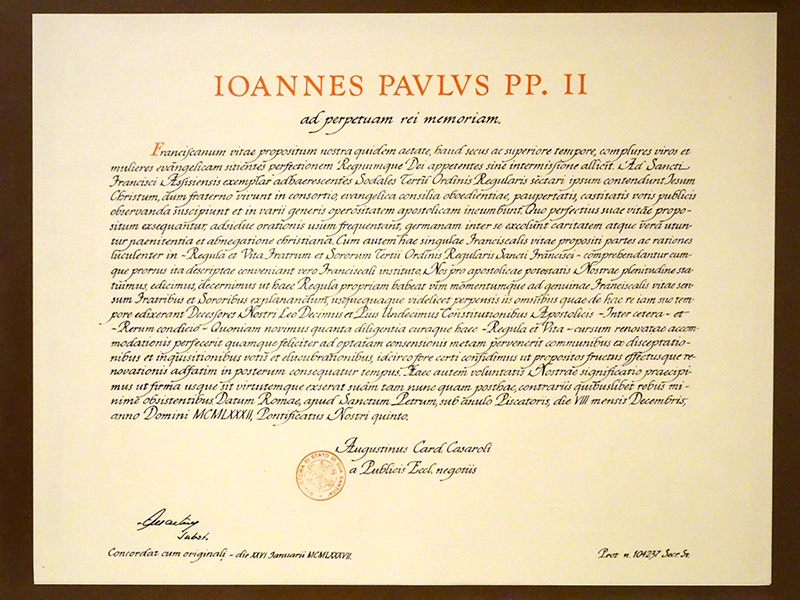 IOANNES PAVLVS PP. II
ad perpetuam rei memoriam.
Franciscanum vitae propositum nostra quidem aetate, haud secus ac superiore tempore, complures viros et
mulieres evangelicam sitientes perfectionem Regnumque Dei appetentes sine intermissione allicit. Ad Sancti
Francisci Assisiensis exemplar adhaerescentes Sodales Tertii Ordinis Regularis sectari ipsum contendunt Iesum
Christum, dum fraterno vivunt in consortio, evangelica consilia oboedientiae, paupertatis, castitatis votis publicis
observanda suscipiunt et in varii generis operositatem apostolicam incumbunt. Quo perfectius suae vitae propo-
situm exsequantur, adsidue orationis usum frequentant, germanam inter se excolunt caritatem atque vera utun-
tur paenitentia et abnegatione christiana. Cum autem hae singulae Franciscalis vitae propositi partes ac rationes
luculenter in - Regula et Vita Fratrum et Sororum Tertii Ordinis Regularis Sancti Francisci - comprehendantur cum-
que prorsus ita descriptae conveniant vero Franciscali instituto, Nos pro apostolicae potestatis Nostrae plenitudine sta-
tuimus, edicimus, decernimus ut haec Regula propriam habeat vim momentumque ad genuinae Franciscalis vitae sen-
sum Fratribus et Sororibus explanandum, usquequaque videlicet perpensis iis omnibus quae de hac re iam suo tem-
pore edixerant Decessores Nostri Leo Decimus et Pius Undecimus Constitutionibus Apostolicis - Inter cetera - et
- Rerum condicio - Quoniam novimus quanta diligentia curaque haec - Regula et Vita - cursum renovatae accom-
modationis perfecerit quamque feliciter ad optatam consensionis metam pervenerit communibus ex disceptatio-
nibus et inquisitionibus votis et elucubrationibus, idcirco fore certi confidimus ut propositos fructus effectusque re-
novationis adfatim in posterum consequatur tempus. Haec autem voluntatis Nostrae significatio praecipi-
mus ut firma usque sit virtutemque exserat suam tam nunc quam posthac, contrariis quibuslibet rebus mi-
nime obsistentibus. Datum Romae, apud Sanctum Petrum, sub anulo Piscatoris, die VIII mensis Decembris,
anno Domini MCMLXXXII, Pontificatus Nostri quinto.
Augustinus Card. Casaroli
a Publicis Eccl. negotiis
Subst.
Concordat cum originali - die XXVI Ianuarii MCMLXXXVII.
Prot. n. 104237 Secr. St.